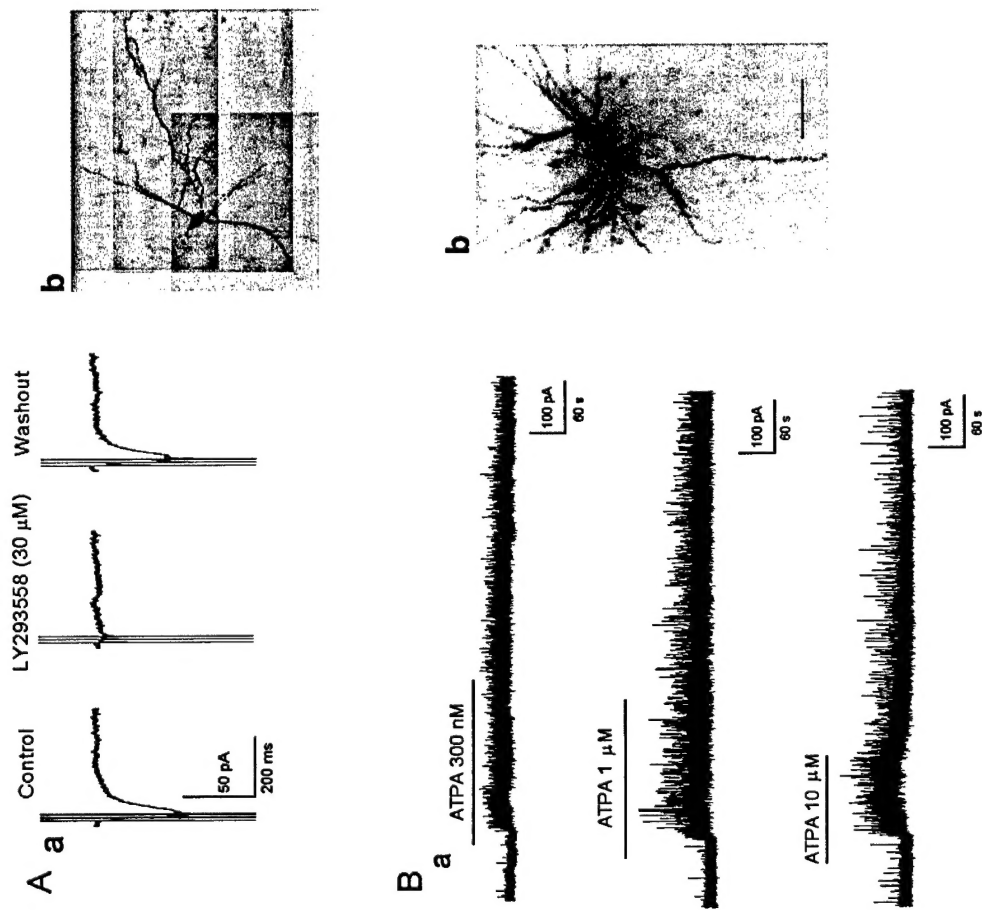 A
a
Control
LY293558 (30 µM)
Washout
50 pA
200 ms
b
B
a
ATPA 300 nM
100 pA
60 s
ATPA 1 µM
100 pA
60 s
ATPA 10 µM
100 pA
60 s
b